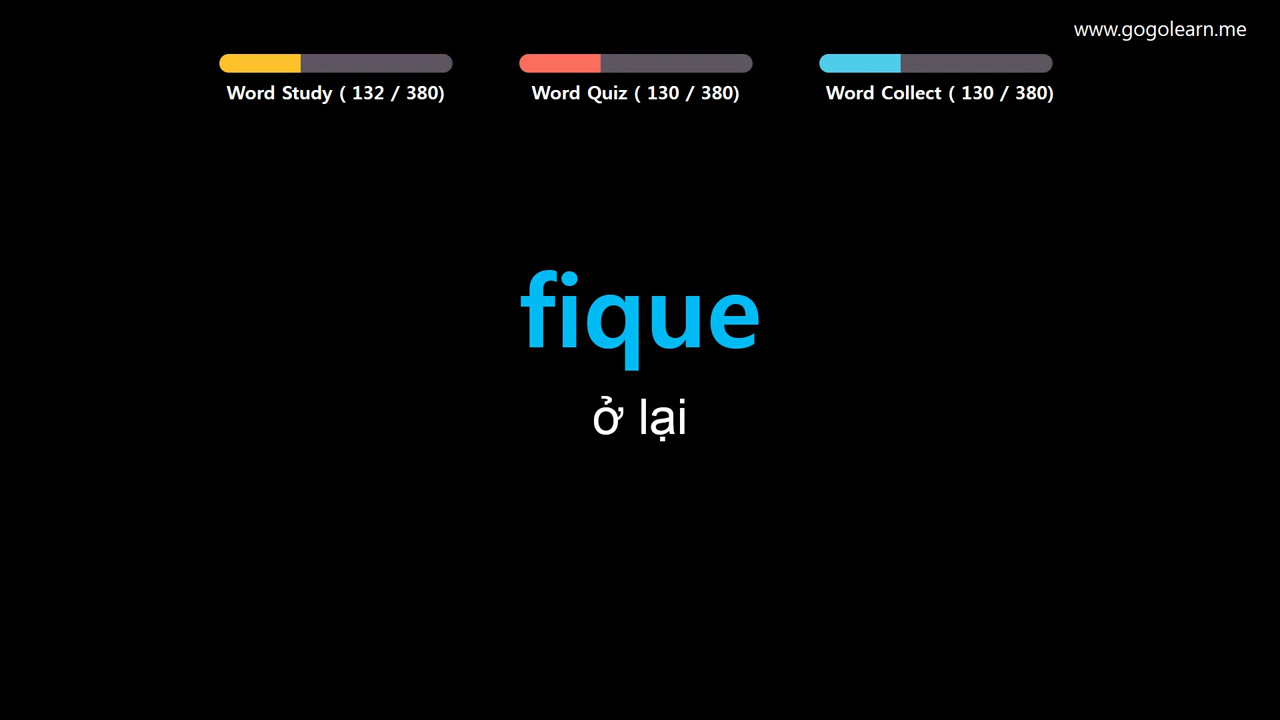 www.gogolearn.me
Word Study ( 132 / 380)
Word Quiz ( 130 / 380)
Word Collect ( 130 / 380)
fique
ở lại